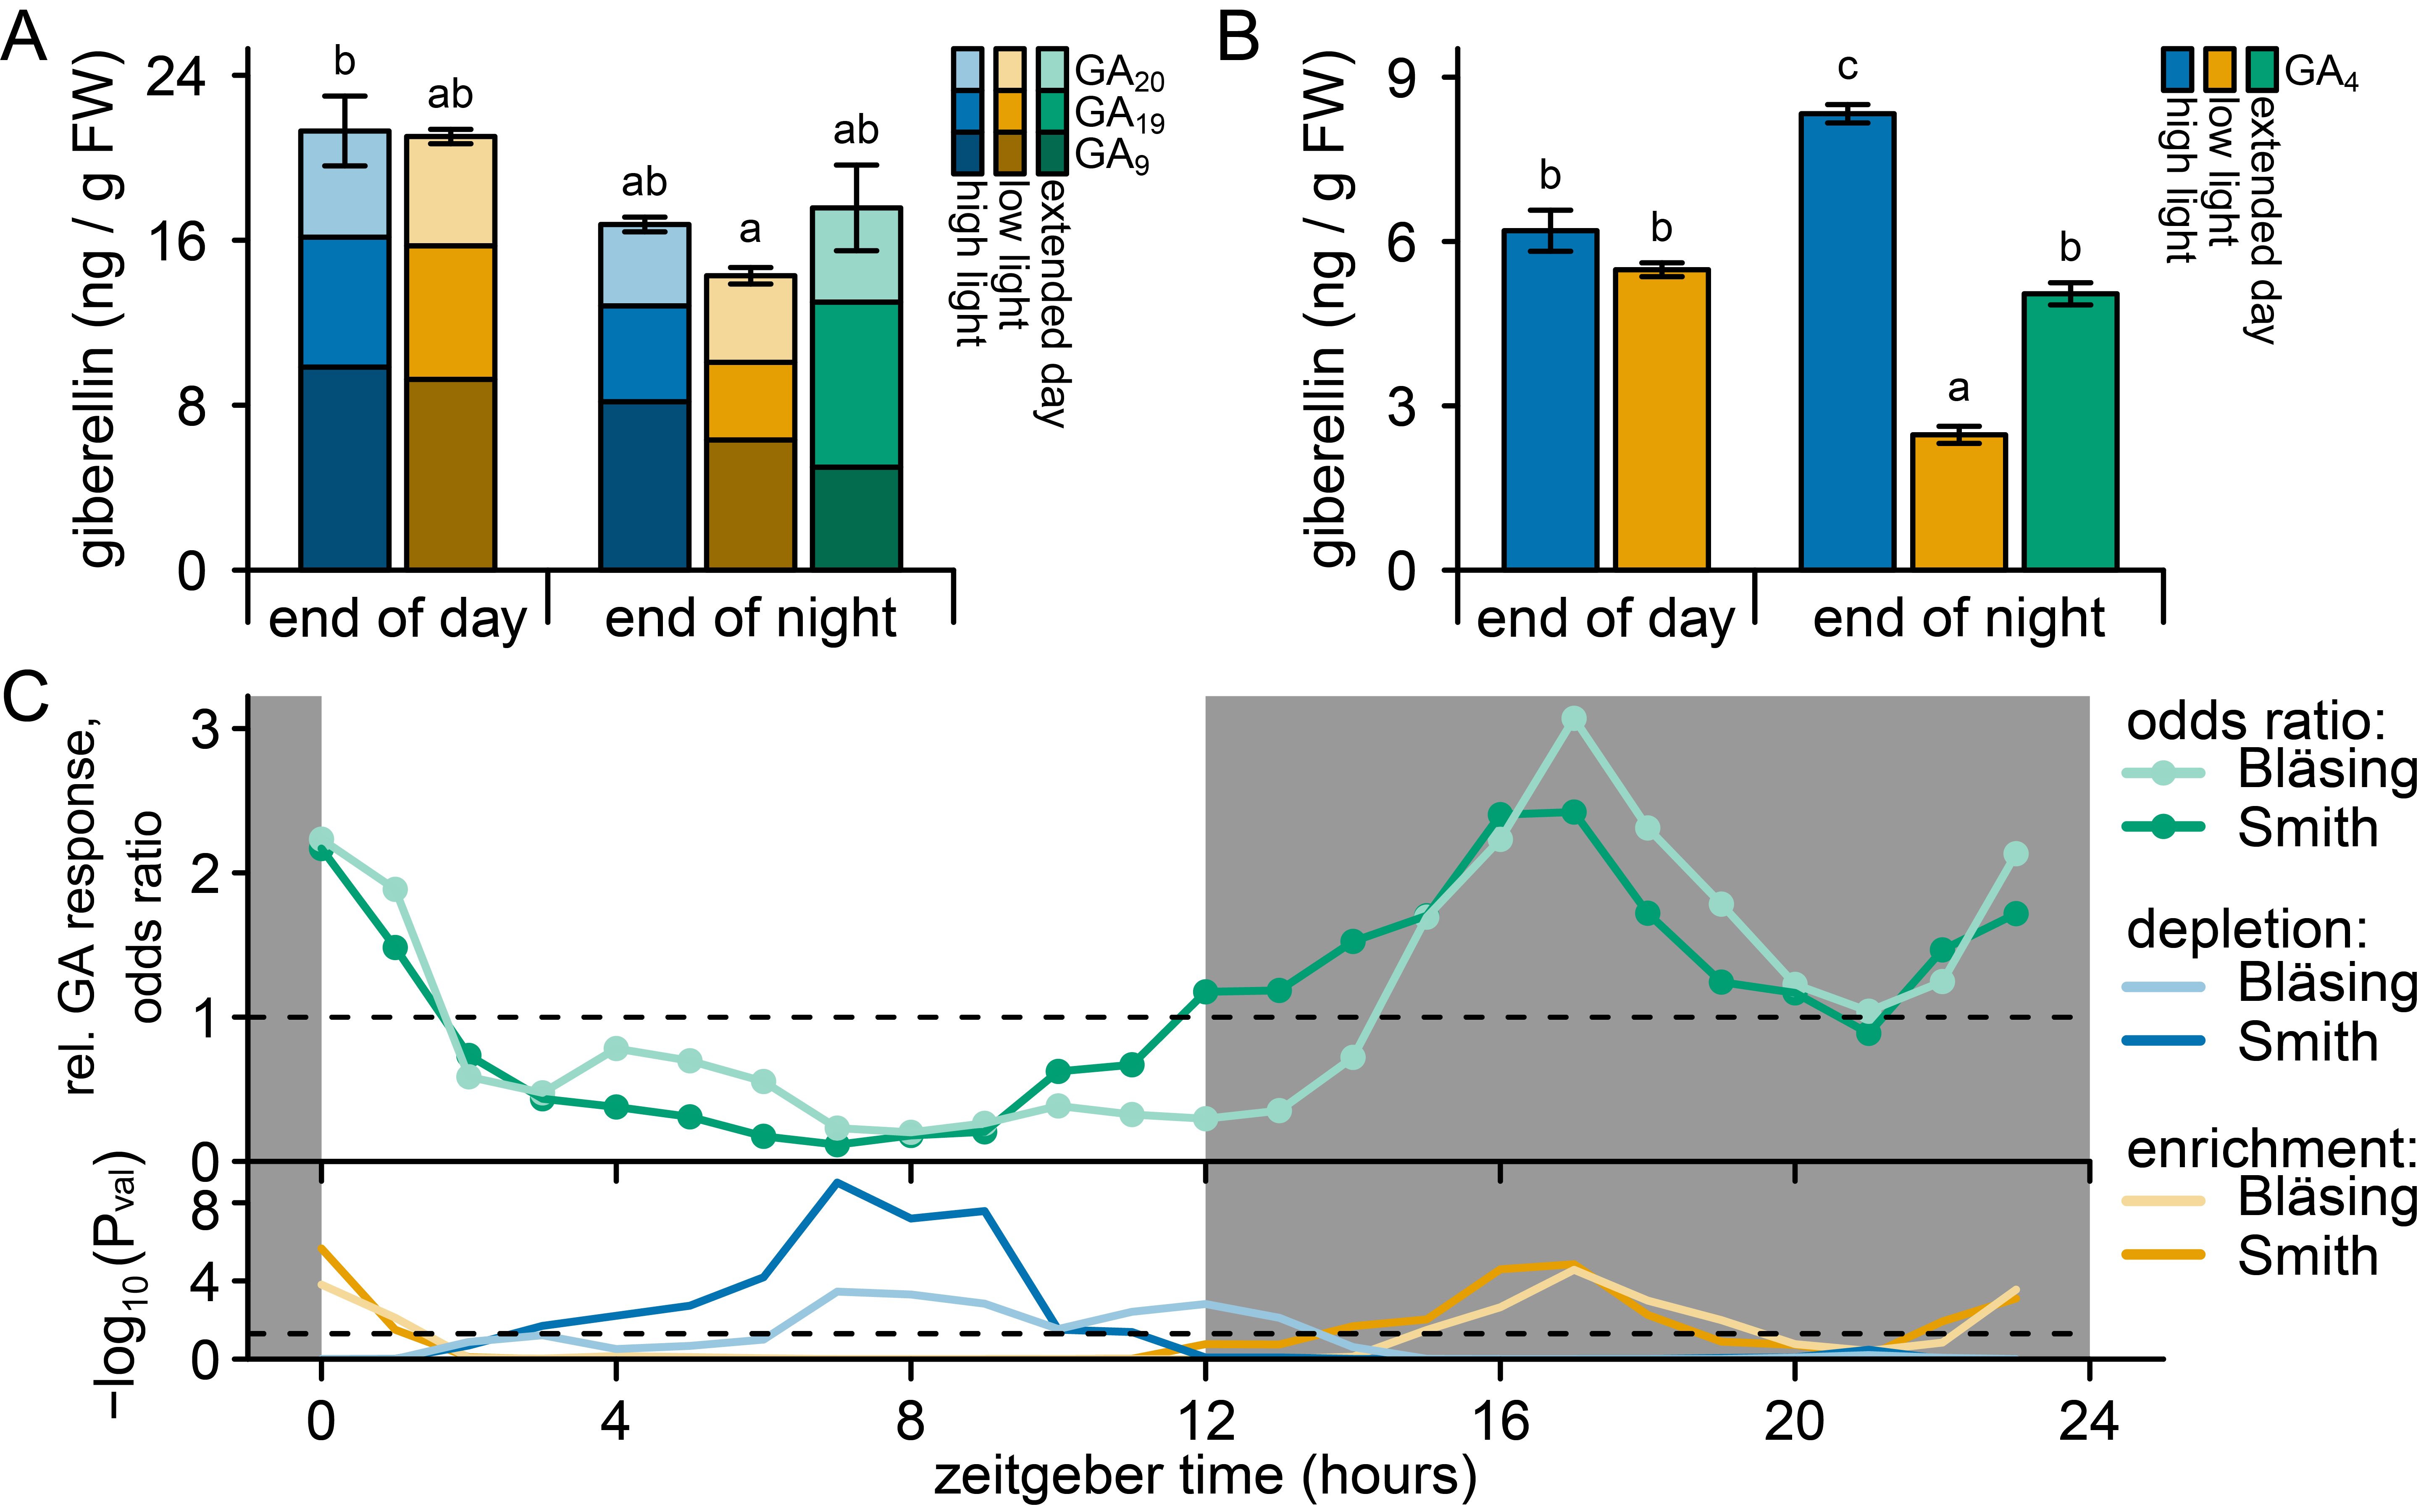 A
giberellin (ng / g FW)
24
16
8
0
b
ab
ab
a
ab
end of day
end of night
GA20
GA19
GA9
high light
low light
extended day
B
giberellin (ng / g FW)
9
6
3
0
b
b
c
a
b
end of day
end of night
GA4
high light
low light
extended day
C
rel. GA response,
odds ratio
3
2
1
0
−log10(Pval)
8
4
0
0
4
8
12
16
20
24
zeitgeber time (hours)
odds ratio:
Bläsing
Smith
depletion:
Bläsing
Smith
enrichment:
Bläsing
Smith